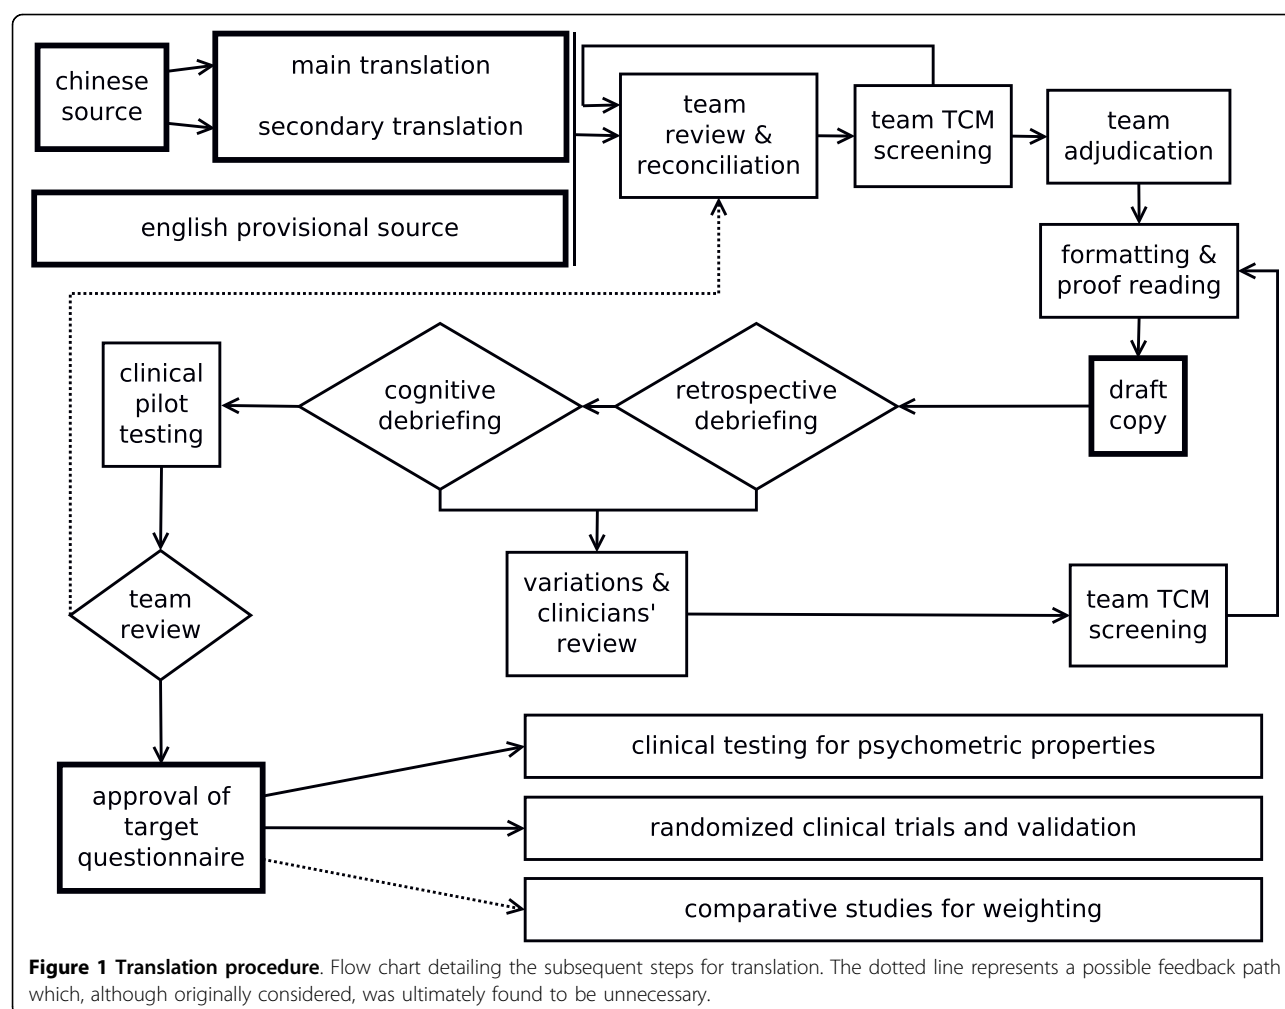 chinese
source
main translation
secondary translation
english provisional source
team
review &
reconciliation
team TCM
screening
team
adjudication
formatting &
proof reading
draft
copy
retrospective
debriefing
cognitive
debriefing
clinical
pilot
testing
team
review
variations &
clinicians'
review
team TCM
screening
approval of
target
questionnaire
clinical testing for psychometric properties
randomized clinical trials and validation
comparative studies for weighting
Figure 1 Translation procedure. Flow chart detailing the subsequent steps for translation. The dotted line represents a possible feedback path
which, although originally considered, was ultimately found to be unnecessary.